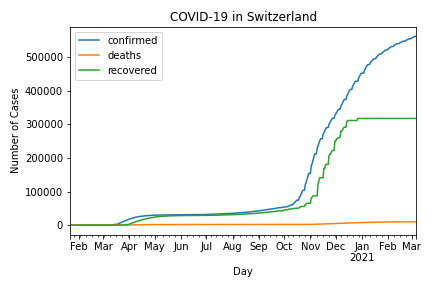 COVID-19 in Switzerland
confirmed
deaths
recovered
Number of Cases
500000
400000
300000
200000
100000
0
Feb Mar Apr May Jun Jul Aug Sep Oct Nov Dec Jan Feb Mar
2021
Day